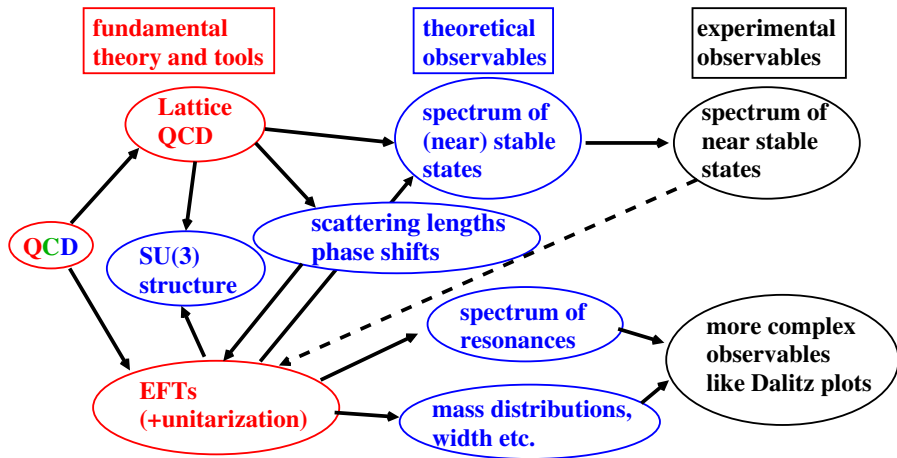 fundamental
theory and tools
theoretical
observables
experimental
observables
Lattice
QCD
spectrum of
(near) stable
states
spectrum of
near stable
states
QCD
SU(3)
structure
scattering lengths
phase shifts
spectrum of
resonances
more complex
observables
like Dalitz plots
EFTs
(+unitarization)
mass distributions,
width etc.